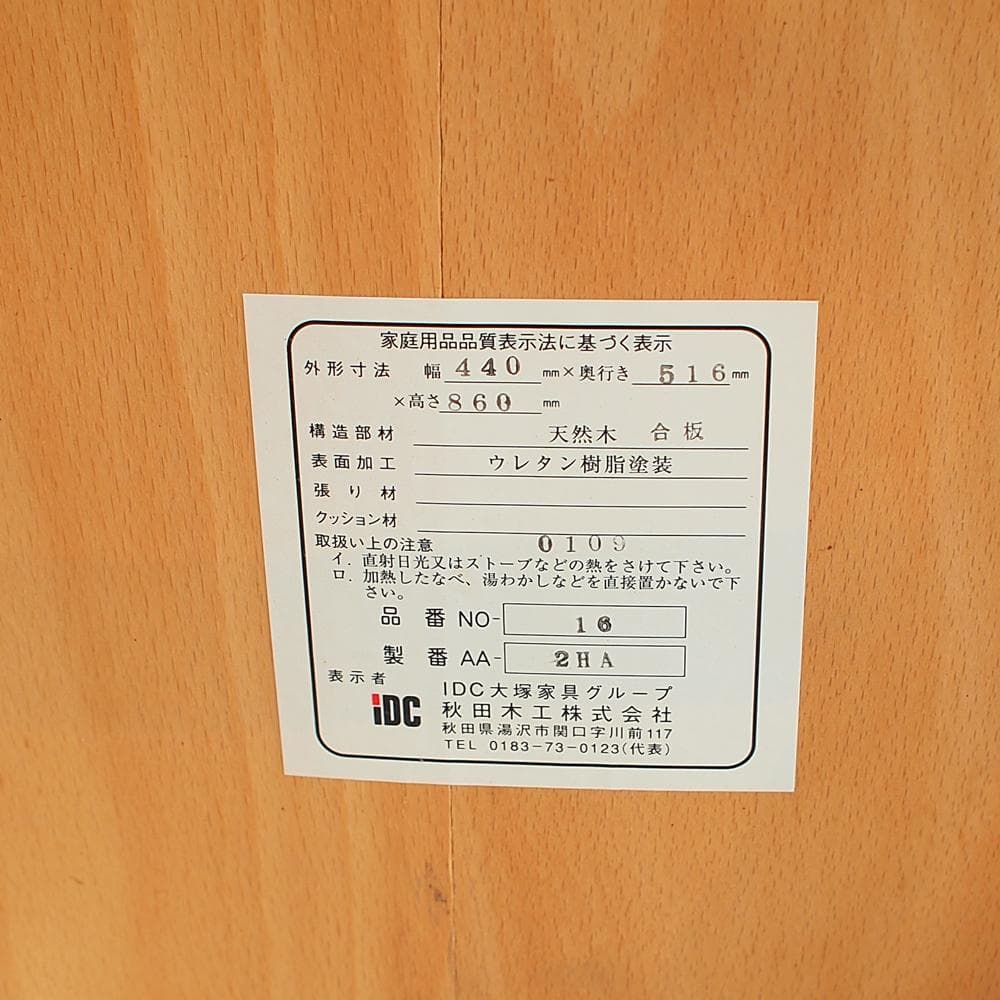 家庭用品品質表示法に基づく表示
外形寸法 幅 440 mm×奥行き 516 mm
×高さ 860 mm
構造部材 天然木 合板
表面加工 ウレタン樹脂塗装
張り材
クッション材
取扱い上の注意 0109
イ. 直射日光又はストーブなどの熱をさけて下さい。
ロ. 加熱したなべ、湯わかしなどを直接置かないで下
さい。
品番 NO- 16
製番 AA- 2HA
表示者
iDC IDC大塚家具グループ
秋田木工株式会社
秋田県湯沢市関口字川前117
TEL 0183-73-0123(代表)